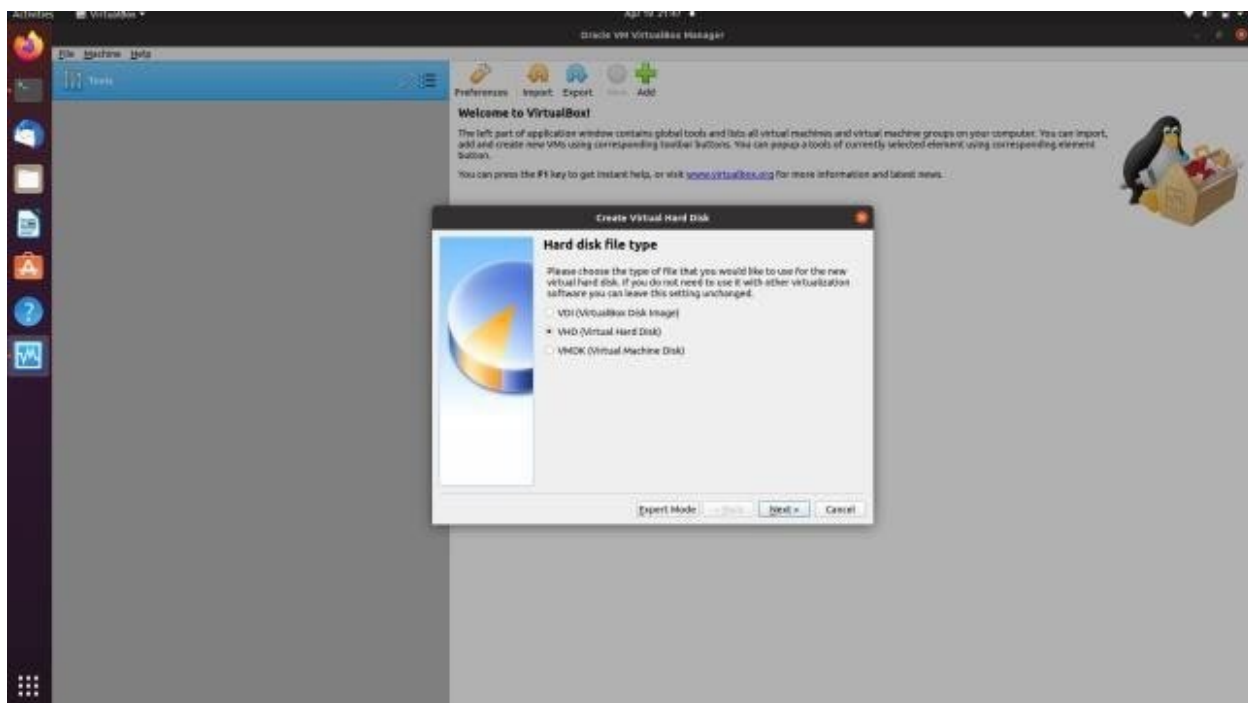 Activities VirtualBox Apr 19 21:47
Oracle VM VirtualBox Manager
File Machine Help
Tools
Preferences Import Export Add
Welcome to VirtualBox!
The left part of application window contains global tools and lists all virtual machines and virtual machine groups on your computer. You can import,
add and create new VMs using corresponding toolbar buttons. You can popup a tools of currently selected element using corresponding element
button.
You can press the F1 key to get instant help, or visit www.virtualbox.org for more information and latest news.
Create Virtual Hard Disk
Hard disk file type
Please choose the type of file that you would like to use for the new
virtual hard disk. If you do not need to use it with other virtualization
software you can leave this setting unchanged.
VDI (VirtualBox Disk Image)
VHD (Virtual Hard Disk)
VMDK (Virtual Machine Disk)
Expert Mode < Back Next > Cancel